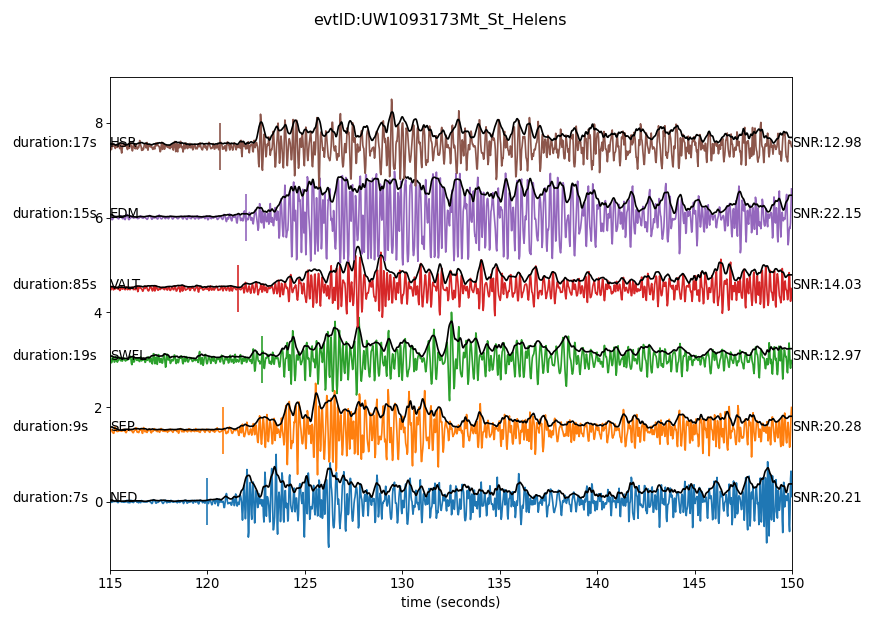 evtID:UW1093173Mt_St_Helens
8
duration:17s HSR SNR:12.98
duration:15s EDM SNR:22.15
6
duration:85s VALT SNR:14.03
4
duration:19s SWFL SNR:12.97
2
duration:9s SEP SNR:20.28
duration:7s NED SNR:20.21
0
115 120 125 130 135 140 145 150
time (seconds)